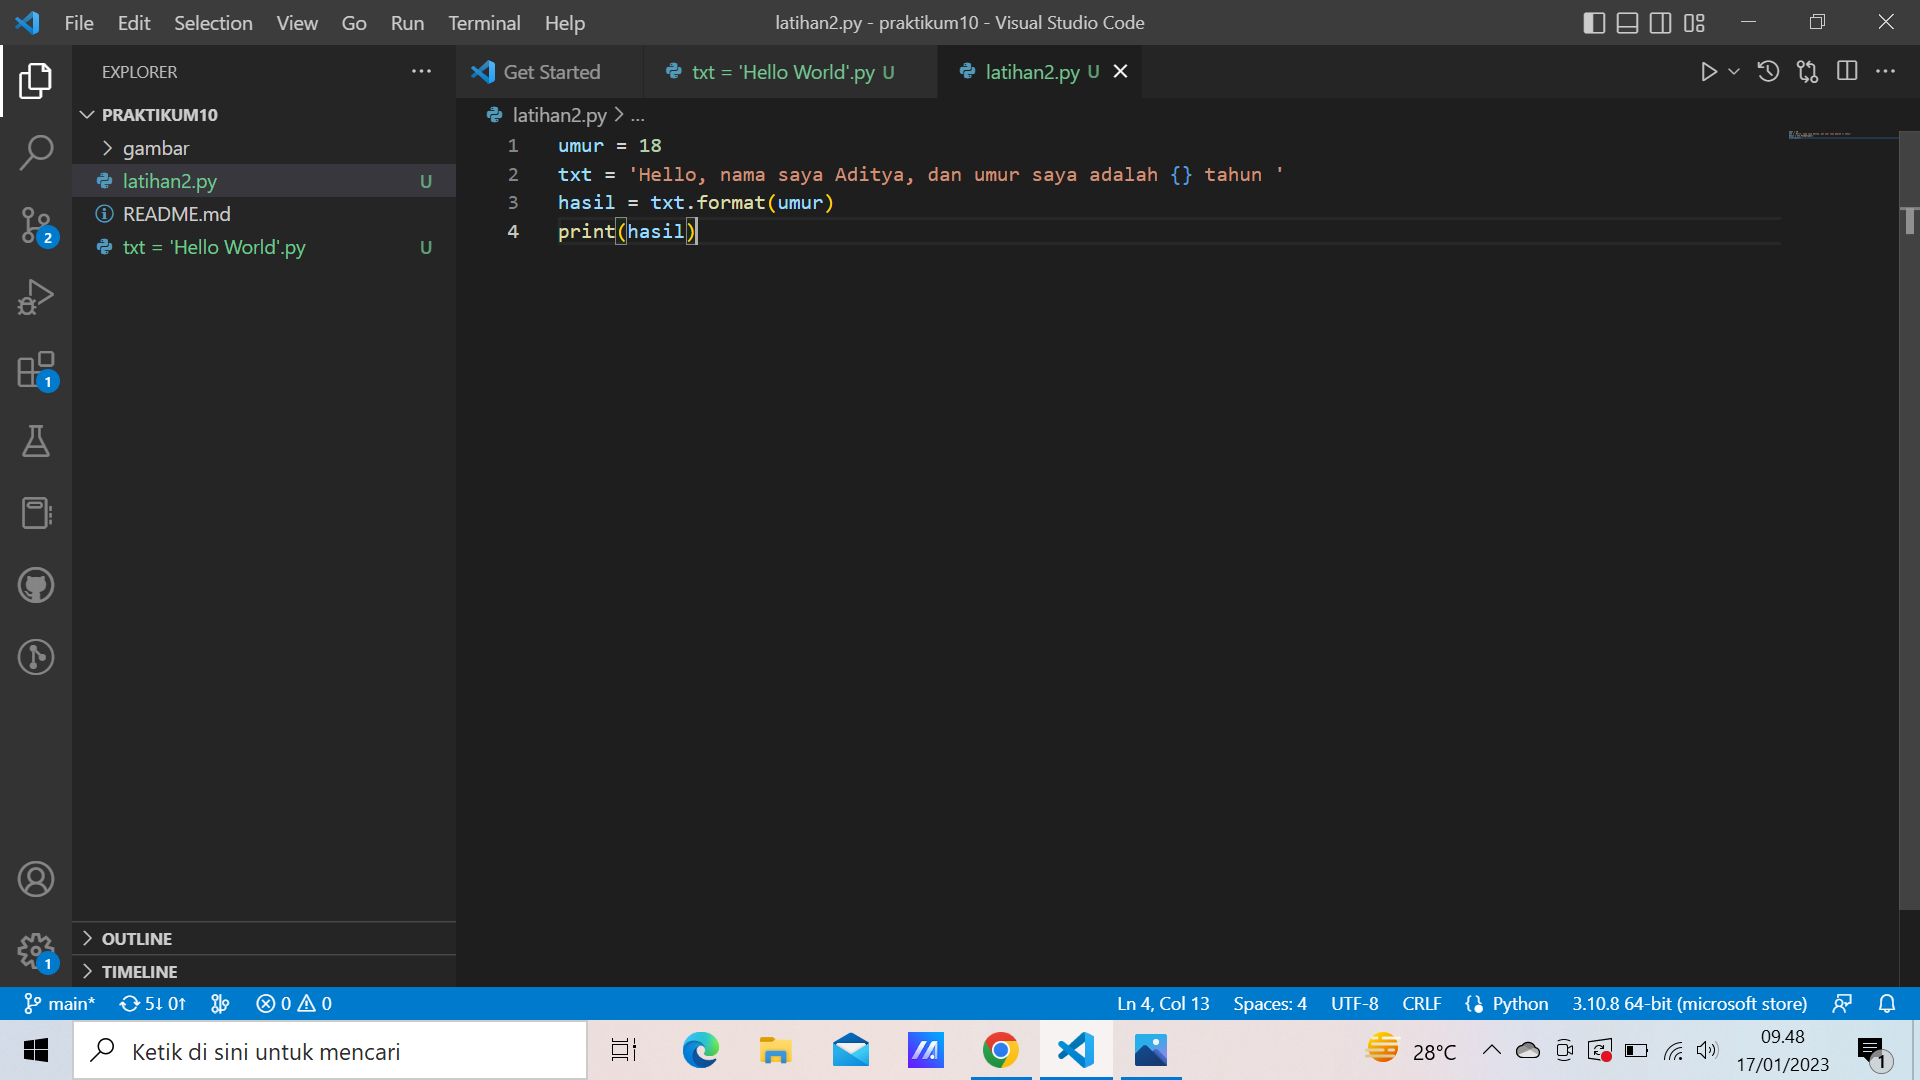 File Edit Selection View Go Run Terminal Help latihan2.py - praktikum10 - Visual Studio Code
EXPLORER
PRAKTIKUM10
gambar
latihan2.py U
README.md
txt = 'Hello World'.py U
OUTLINE
TIMELINE
Get Started txt = 'Hello World'.py U latihan2.py U
latihan2.py > ...
1 umur = 18
2 txt = 'Hello, nama saya Aditya, dan umur saya adalah {} tahun '
3 hasil = txt.format(umur)
4 print(hasil)
2
1
1
main* 5↓ 0↑ 0 0 Ln 4, Col 13 Spaces: 4 UTF-8 CRLF Python 3.10.8 64-bit (microsoft store)
Ketik di sini untuk mencari 28°C 09.48
17/01/2023
1